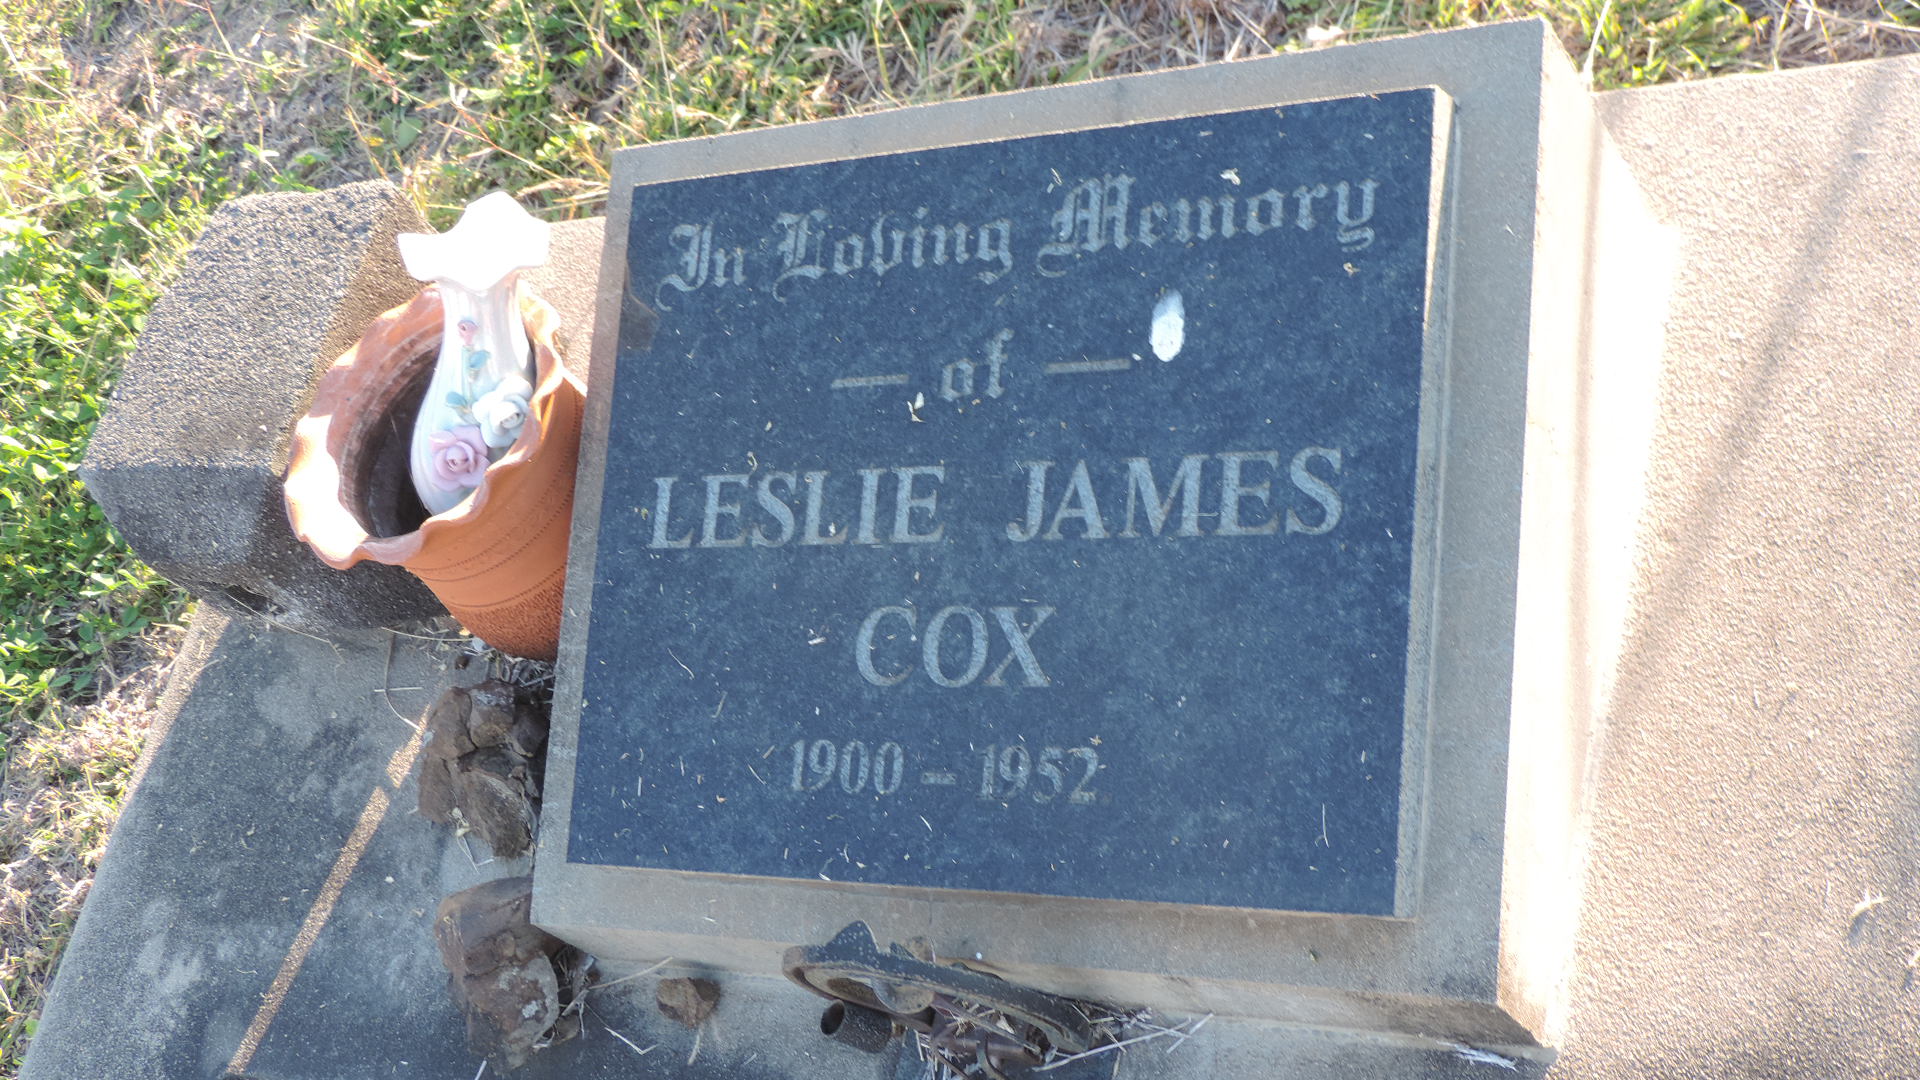 In Loving Memory
— of —
LESLIE JAMES
COX
1900 – 1952